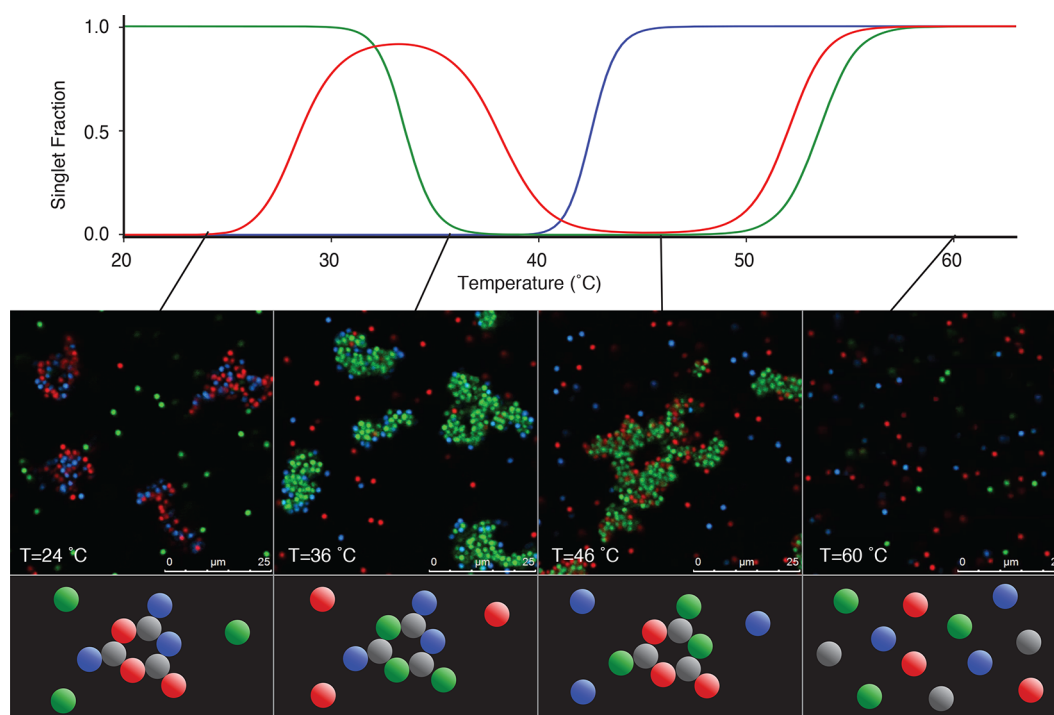 1.0
0.5
0.0
Singlet Fraction
20 30 40 50 60
Temperature (˚C)
T=24 ˚C 0 µm 25
T=36 ˚C 0 µm 25
T=46 ˚C 0 µm 25
T=60 ˚C 0 µm 2